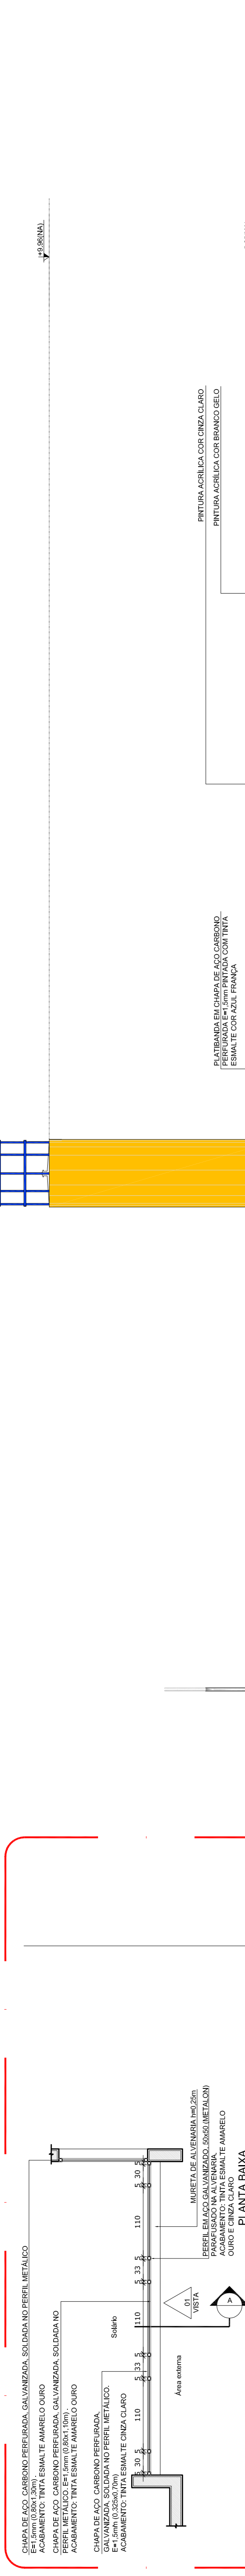 +9.96(NA)
PINTURA ACRÍLICA COR CINZA CLARO
PINTURA ACRÍLICA COR BRANCO GELO
PLATIBANDA EM CHAPA DE AÇO CARBONO
PERFURADA E=1,5mm PINTADA COM TINTA
ESMALTE COR AZUL FRANÇA
CHAPA DE AÇO CARBONO PERFURADA, GALVANIZADA, SOLDADA NO PERFIL METÁLICO
E=1,5mm (0,80x1,30m) .
ACABAMENTO: TINTA ESMALTE AMARELO OURO
CHAPA DE AÇO CARBONO PERFURADA, GALVANIZADA, SOLDADA NO
PERFIL METÁLICO. E=1,5mm (0,80x1,10m) .
ACABAMENTO: TINTA ESMALTE AMARELO OURO
CHAPA DE AÇO CARBONO PERFURADA,
GALVANIZADA, SOLDADA NO PERFIL METÁLICO.
E=1,5mm (0,325x0,770m)
ACABAMENTO: TINTA ESMALTE CINZA CLARO
5 30 5 110 5 33 5 110 5 33 5 110 5 30 5
Solário
Área externa
01
VISTA
A
MURETA DE ALVENARIA h=0,25m
PERFIL EM AÇO GALVANIZADO, 50x50 (METALON)
PARAFUSADO NA ALVENARIA.
ACABAMENTO: TINTA ESMALTE AMARELO
OURO E CIINZA CLARO
PLANTA BAIXA